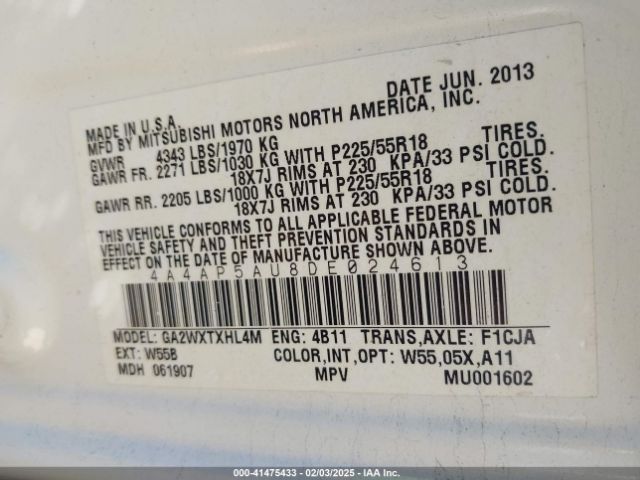 MADE IN U.S.A. DATE JUN. 2013
MFD BY MITSUBISHI MOTORS NORTH AMERICA, INC.
GVWR 4343 LBS/1970 KG
GAWR FR. 2271 LBS/1030 KG WITH P225/55R18 TIRES.
18X7J RIMS AT 230 KPA/33 PSI COLD.
GAWR RR. 2205 LBS/1000 KG WITH P225/55R18 TIRES.
18X7J RIMS AT 230 KPA/33 PSI COLD.
THIS VEHICLE CONFORMS TO ALL APPLICABLE FEDERAL MOTOR
VEHICLE SAFETY AND THEFT PREVENTION STANDARDS IN
EFFECT ON THE DATE OF MANUFACTURE SHOWN ABOVE.
4A4AP5AU8DE024613
MODEL: GA2WXTXHL4M ENG: 4B11 TRANS,AXLE: F1CJA
EXT: W55B COLOR,INT,OPT: W55,05X,A11
MDH 061907 MPV MU001602
000-41475433 - 02/03/2025 - IAA Inc.